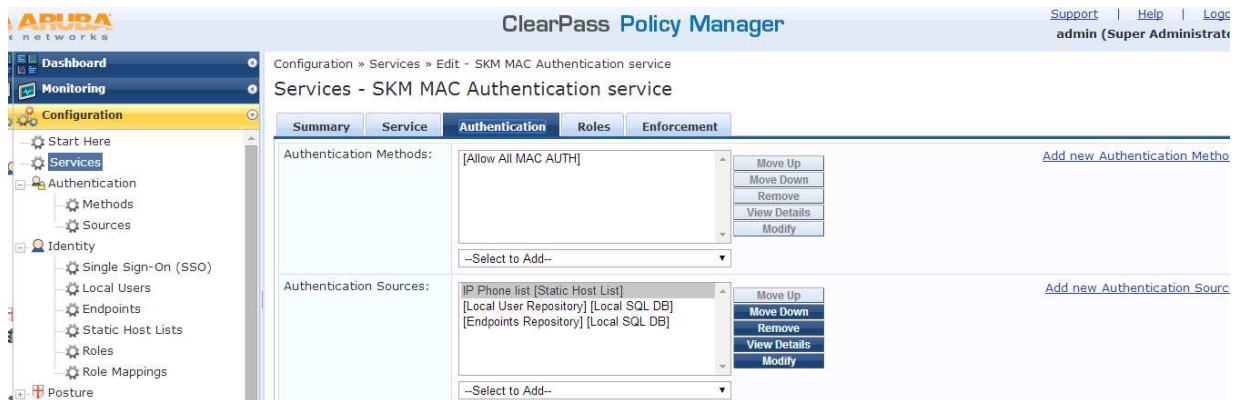 ARUBA
networks
ClearPass Policy Manager
Support | Help |
admin (Super
Dashboard
Monitoring
Configuration
Start Here
Services
Authentication
Methods
Sources
Identity
Single Sign-On (SSO)
Local Users
Endpoints
Static Host Lists
Roles
Role Mappings
Posture
Configuration » Services » Edit - SKM MAC Authentication service
Services - SKM MAC Authentication service
Summary Service Authentication Roles Enforcement
Authentication Methods:
[Allow All MAC AUTH]
Move Up
Move Down
Remove
View Details
Modify
Add new Authentication
--Select to Add--
Authentication Sources:
IP Phone list [Static Host List]
[Local User Repository] [Local SQL DB]
[Endpoints Repository] [Local SQL DB]
Move Up
Move Down
Remove
View Details
Modify
Add new Authentication
--Select to Add--